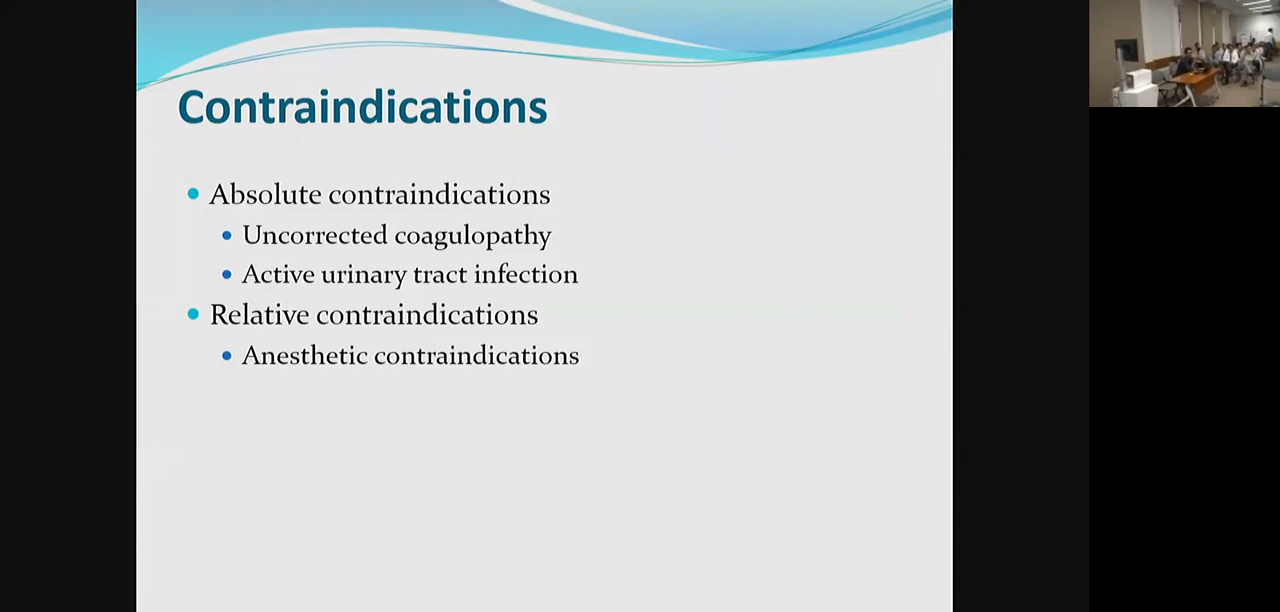 Contraindications
Absolute contraindications
Uncorrected coagulopathy
Active urinary tract infection
Relative contraindications
Anesthetic contraindications